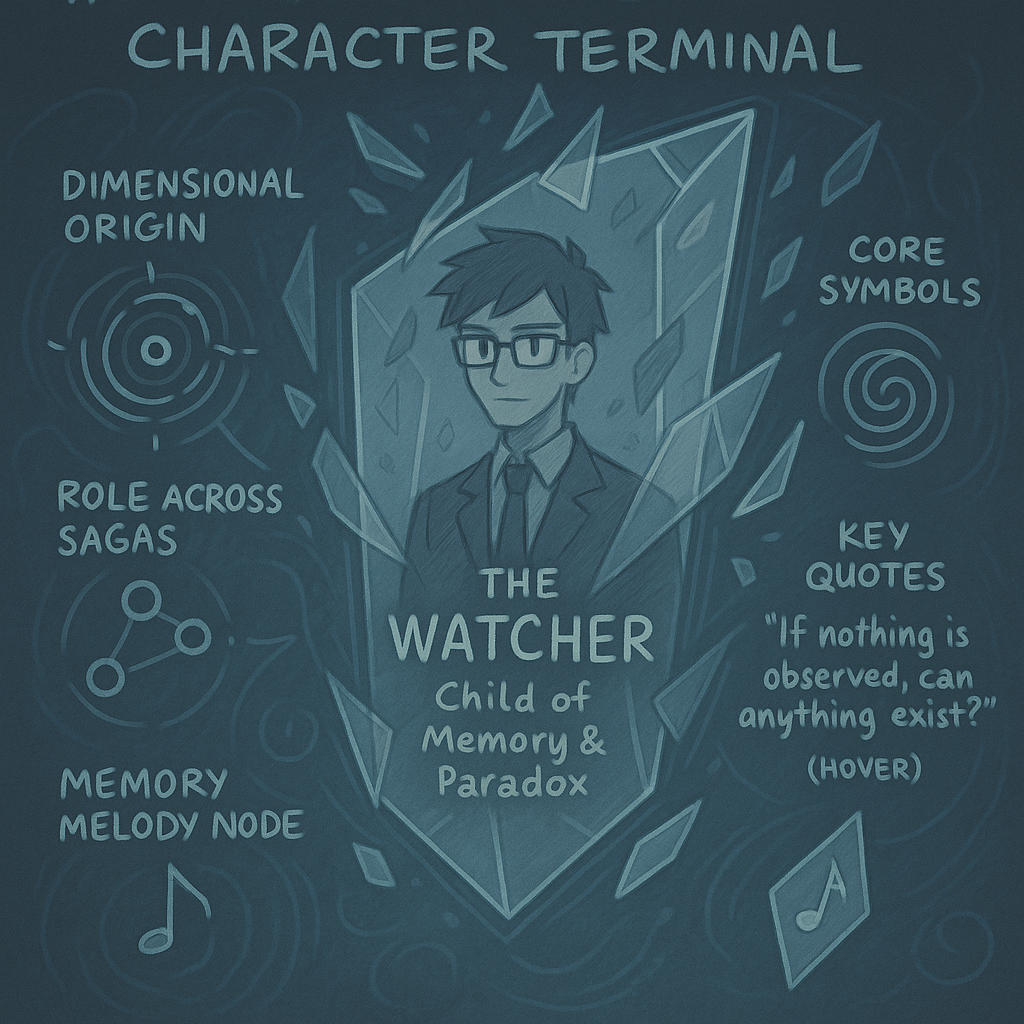 CHARACTER TERMINAL
DIMENSIONAL
ORIGIN
ROLE ACROSS
SAGAS
MEMORY
MELODY NODE
THE
WATCHER
Child of
Memory &
Paradox
CORE
SYMBOLS
KEY
QUOTES
"If nothing is
observed, can
anything exist?"
(HOVER)